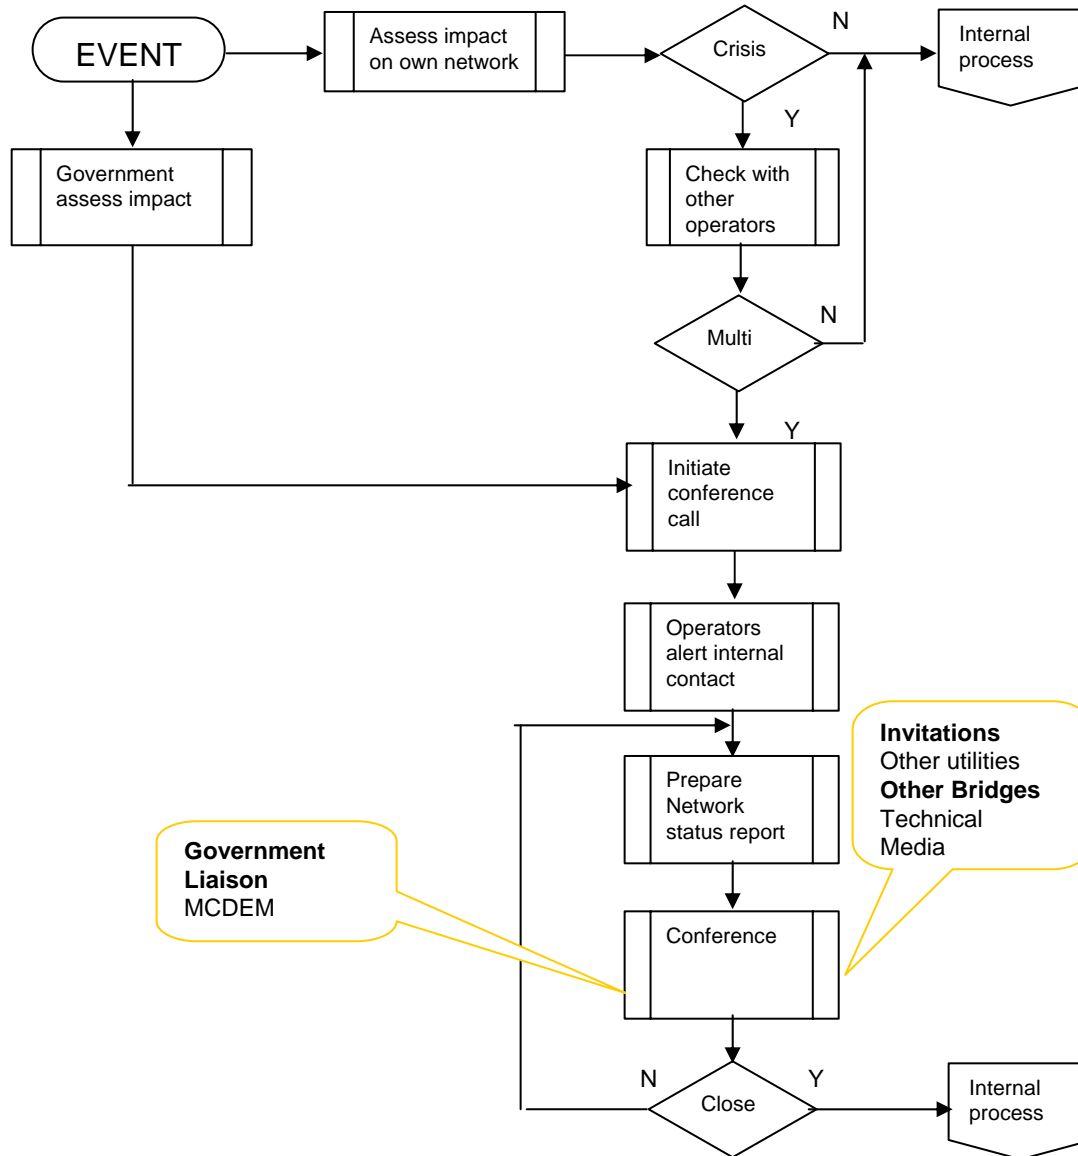 EVENT
Assess impact
on own network
Crisis
N
Internal
process
Y
Government
assess impact
Check with
other
operators
Multi
N
Y
Initiate
conference
call
Operators
alert internal
contact
Invitations
Other utilities
Other Bridges
Technical
Media
Prepare
Network
status report
Government
Liaison
MCDEM
Conference
N
Y
Close
Internal
process